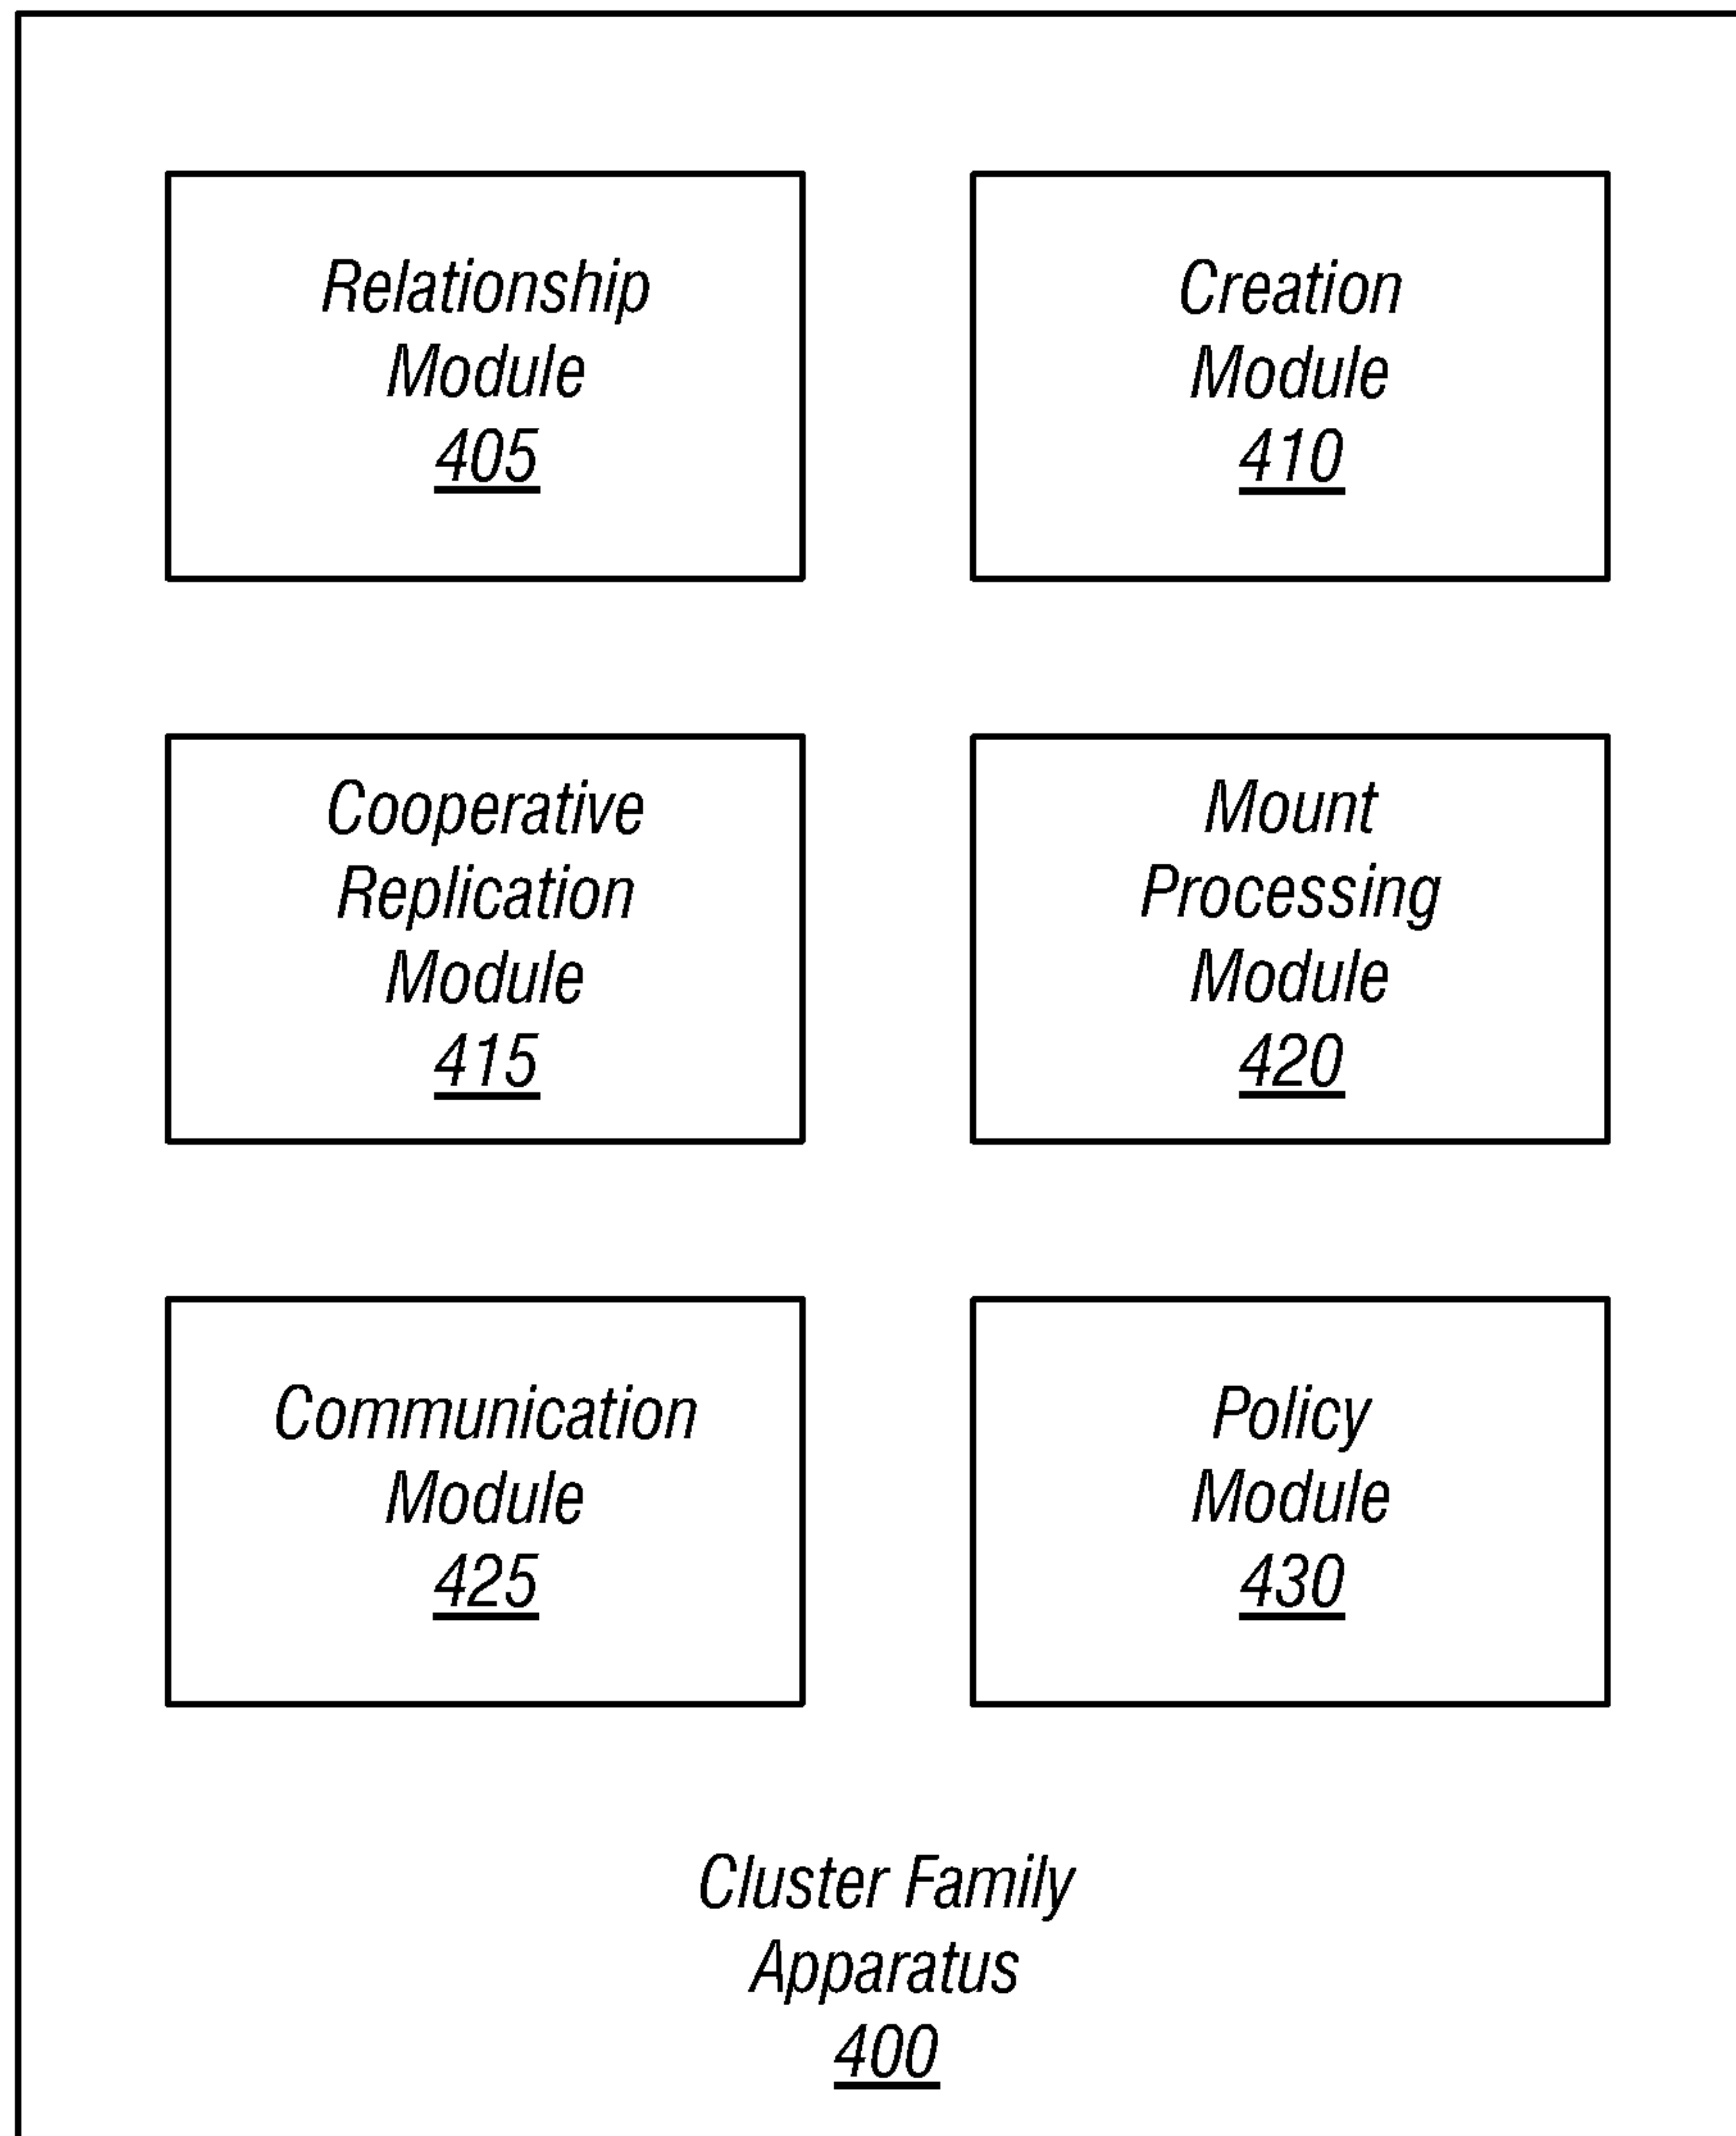 Relationship
Module
405
Creation
Module
410
Cooperative
Replication
Module
415
Mount
Processing
Module
420
Communication
Module
425
Policy
Module
430
Cluster Family
Apparatus
400